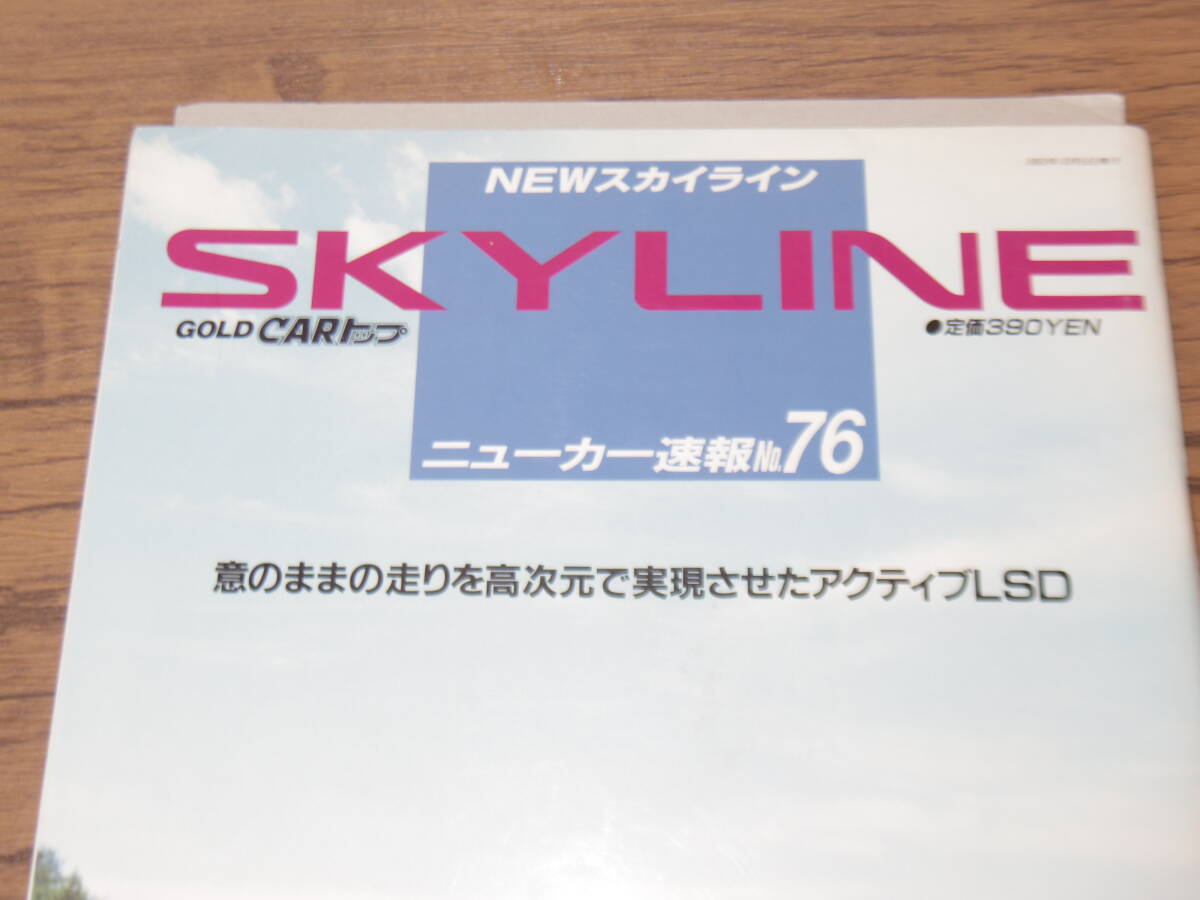 NEWスカイライン
SKYLINE
GOLD CARトップ
●定価390YEN
ニューカー速報No.76
意のままの走りを高次元で実現させたアクティブLSD